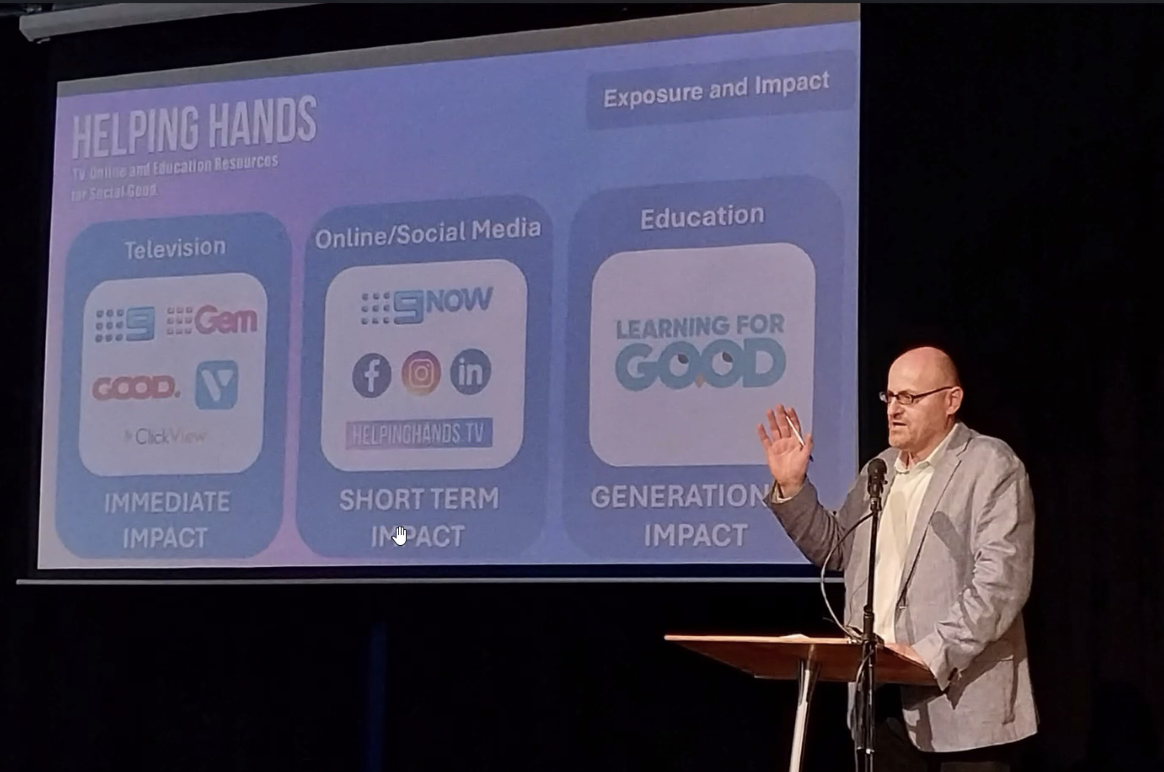 HELPING HANDS
TV Online and Education Resources
for Social Good.
Exposure and Impact
Television
9 Gem
GOOD. V
ClickView
IMMEDIATE
IMPACT
Online/Social Media
9NOW
f in
HELPINGHANDS.TV
SHORT TERM
IMPACT
Education
LEARNING FOR
GOOD
GENERATION
IMPACT